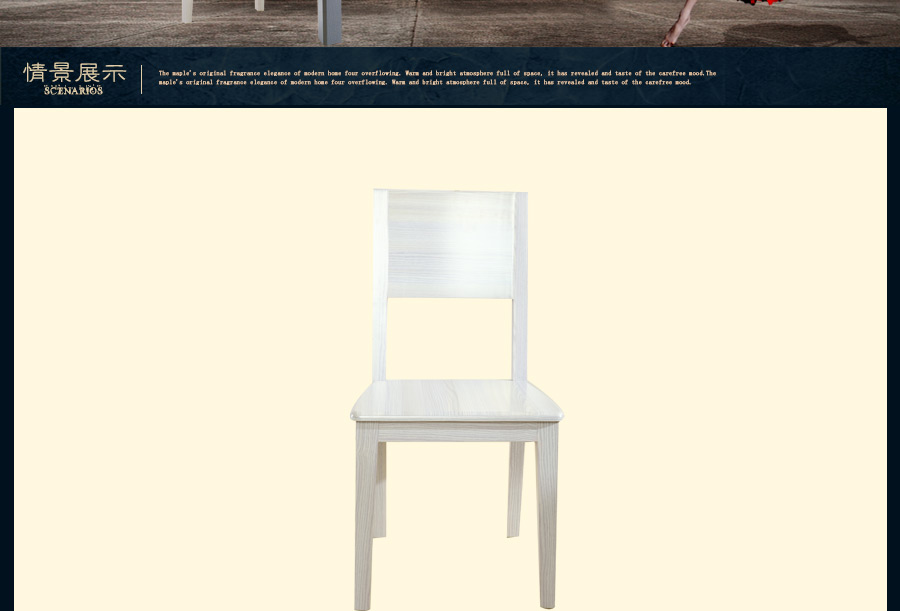 情景展示
SCENARIOS
The maple's original fragrance elegance of modern home four overflowing. Warm and bright atmosphere full of space, it has revealed and taste of the carefree mood.The
maple's original fragrance elegance of modern home four overflowing. Warm and bright atmosphere full of space, it has revealed and taste of the carefree mood.